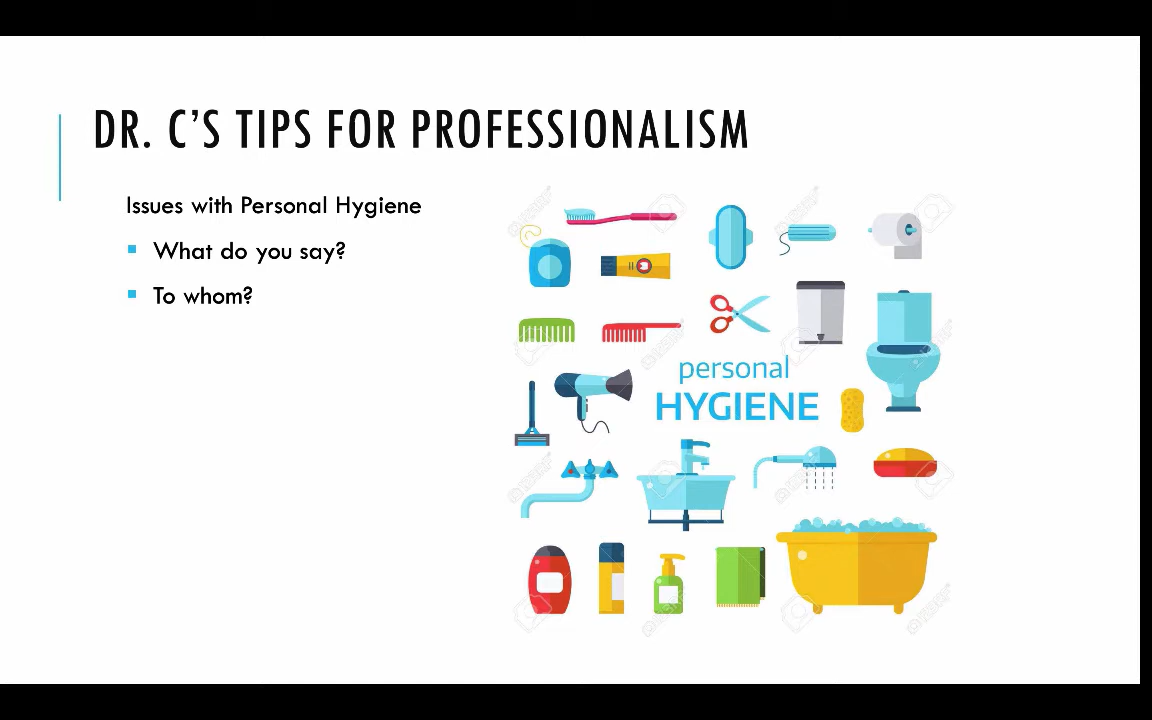 DR. C’S TIPS FOR PROFESSIONALISM
Issues with Personal Hygiene
What do you say?
To whom?
personal
HYGIENE